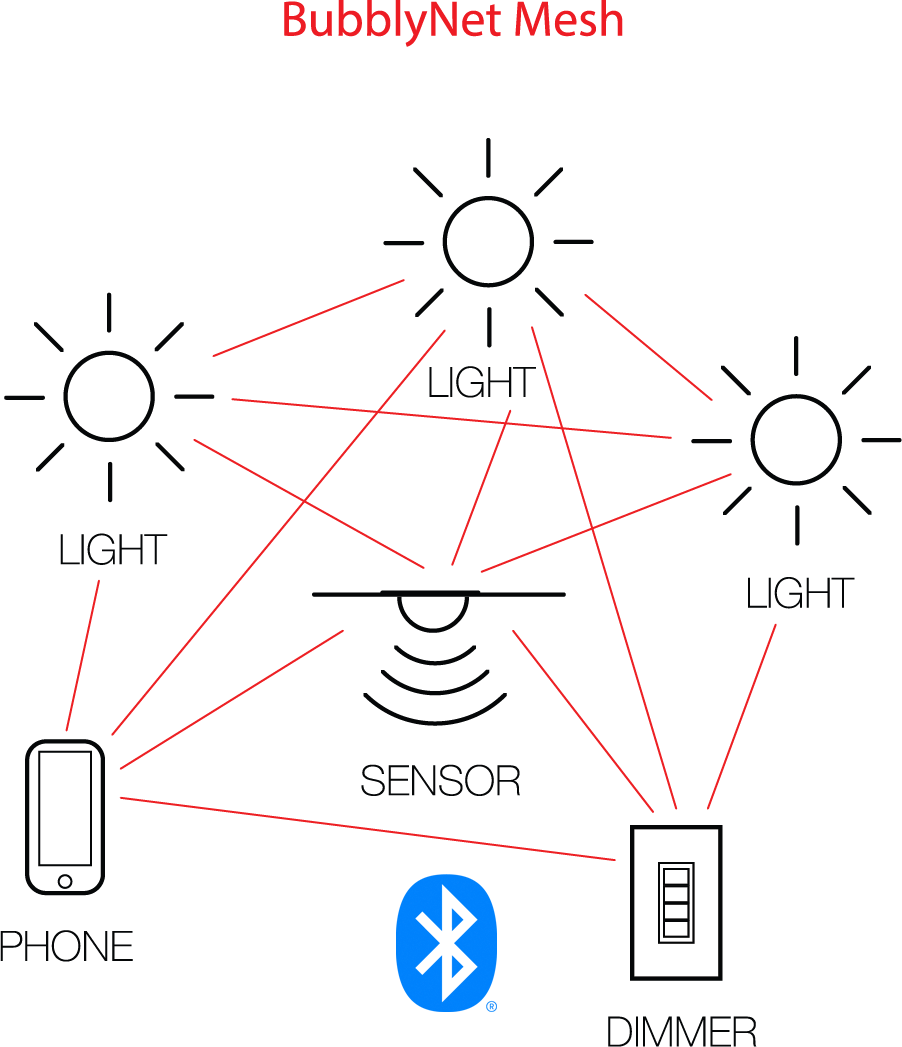 BubblyNet Mesh
LIGHT
LIGHT
LIGHT
SENSOR
PHONE
®
DIMMER